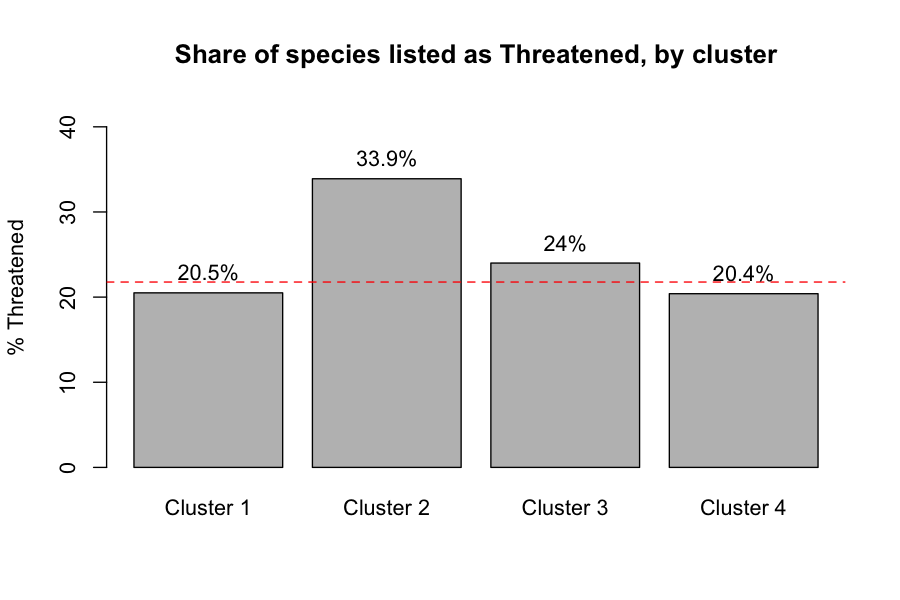 Share of species listed as Threatened, by cluster
% Threatened
40
30
20
10
0
20.5%
33.9%
24%
20.4%
Cluster 1
Cluster 2
Cluster 3
Cluster 4